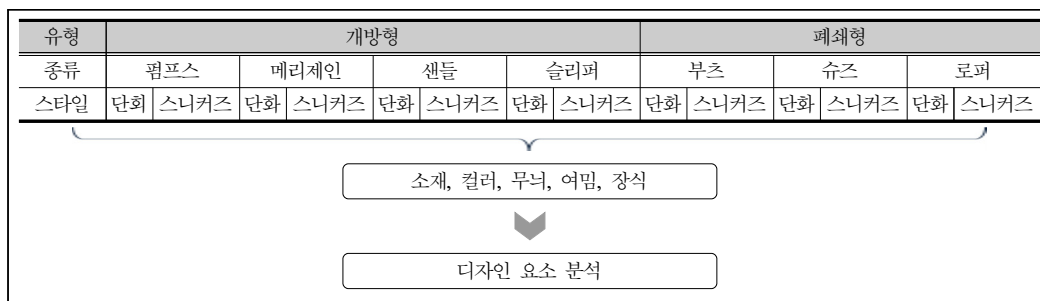 유형 개방형 폐쇄형
종류 펌프스 메리제인 샌들 슬리퍼 부츠 슈즈 로퍼
스타일 단회 스니커즈 단화 스니커즈 단화 스니커즈 단화 스니커즈 단화 스니커즈 단화 스니커즈 단화 스니커즈
소재, 컬러, 무늬, 여밈, 장식
디자인 요소 분석